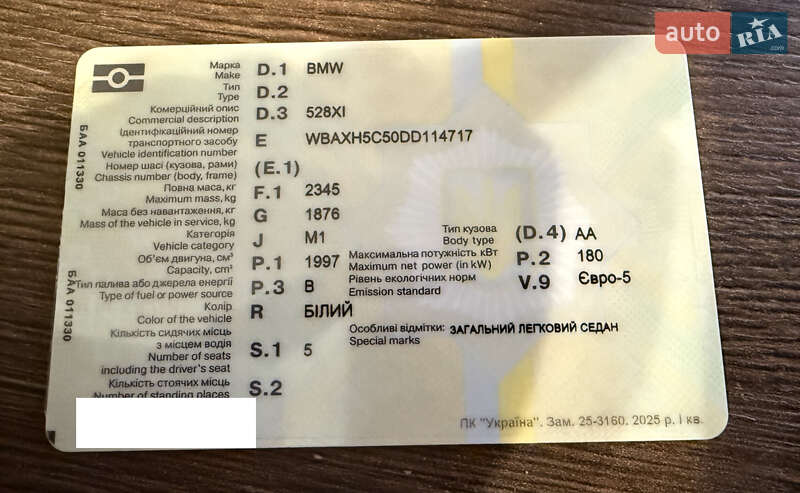 auto RIA .com
БАА 011330
Марка D.1 BMW
Make
Тип D.2
Type
Комерційний опис D.3 528XI
Commercial description
Ідентифікаційний номер
транспортного засобу E WBAXH5C50DD114717
Vehicle identification number
Номер шасі (кузова, рами) (E.1)
Chassis number (body, frame)
Повна маса, кг F.1 2345
Maximum mass, kg
Маса без навантаження, кг G 1876
Mass of the vehicle in service, kg
Категорія J M1 Тип кузова (D.4) АА
Vehicle category Body type
Об'єм двигуна, см³ P.1 1997 Максимальна потужність кВт P.2 180
Capacity, cm³ Maximum net power (in kW)
Тип палива або джерела енергії P.3 B Рівень екологічних норм V.9 Євро-5
Type of fuel or power source Emission standard
Колір R БІЛИЙ
Color of the vehicle
Особливі відмітки: ЗАГАЛЬНИЙ ЛЕГКОВИЙ СЕДАН
Special marks
Кількість сидячих місць
з місцем водія S.1 5
Number of seats
including the driver's seat
Кількість стоячих місць S.2
Number of standing places
БАА 011330
ПК "Україна". Зам. 25-3160. 2025 р. I кв.